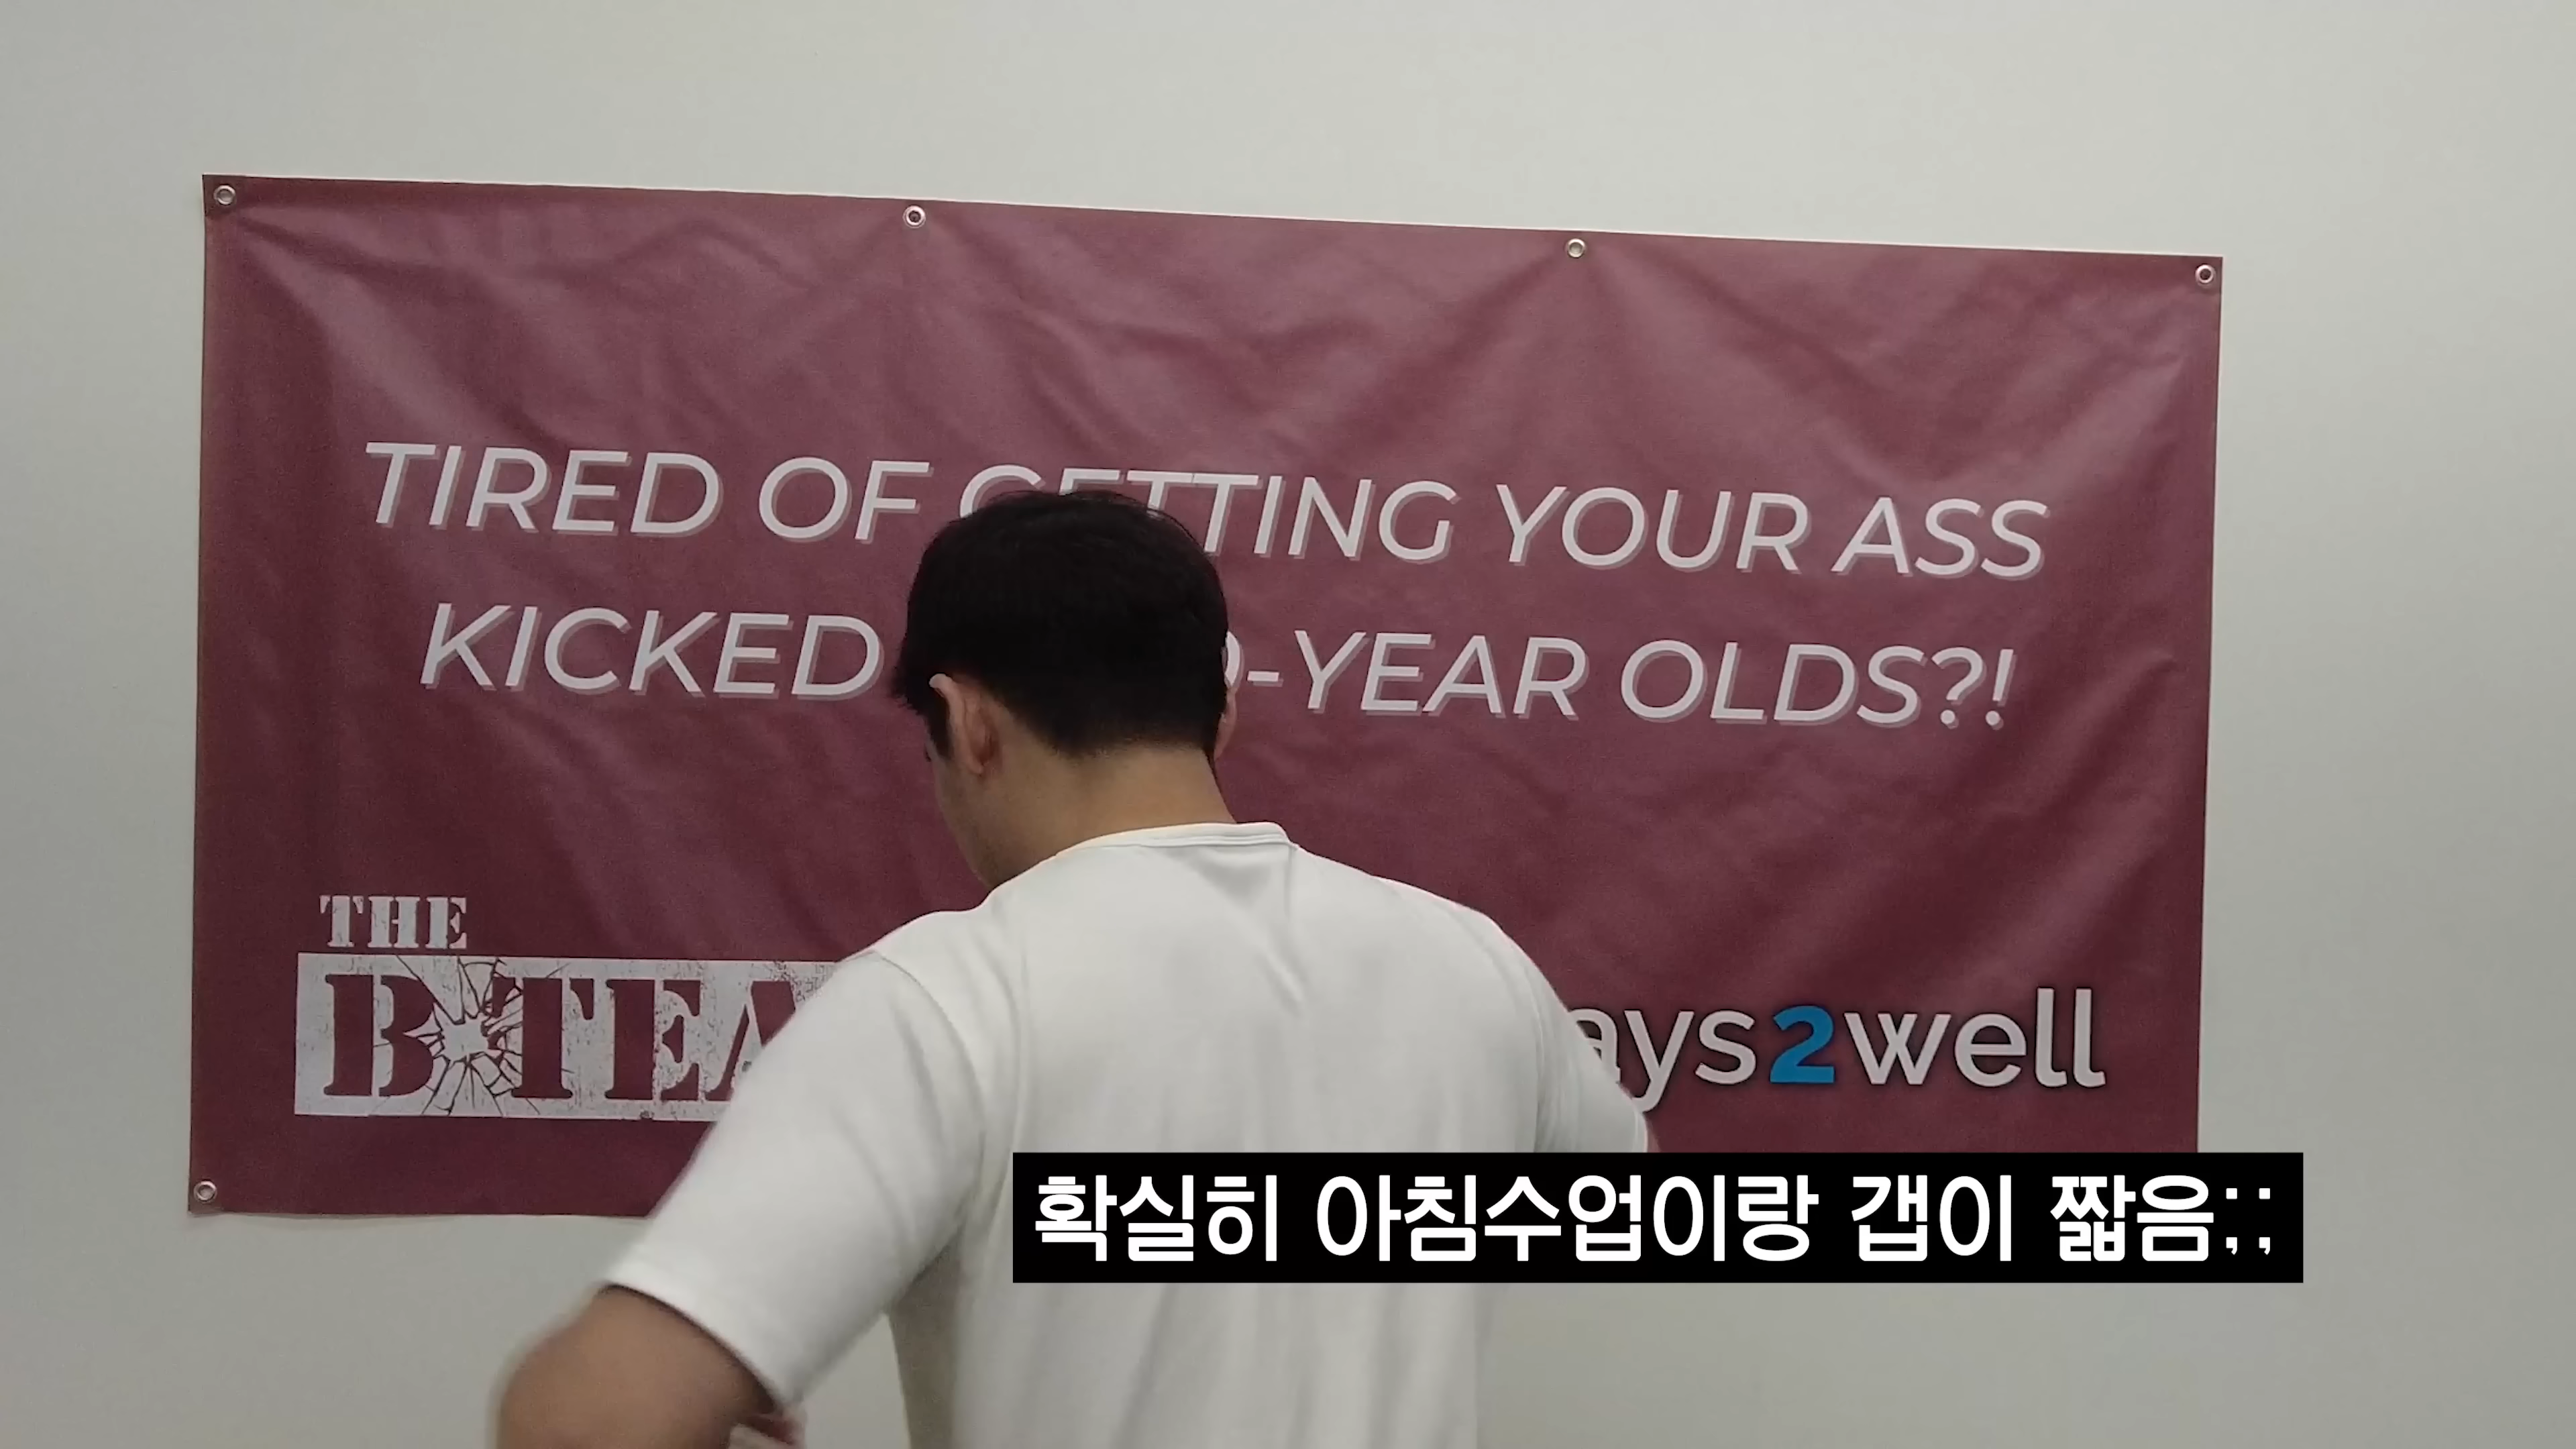 TIRED OF GETTING YOUR ASS
KICKED -YEAR OLDS?!
THE
B TEA
ays2well
확실히 아침수업이랑 갭이 짧음;;